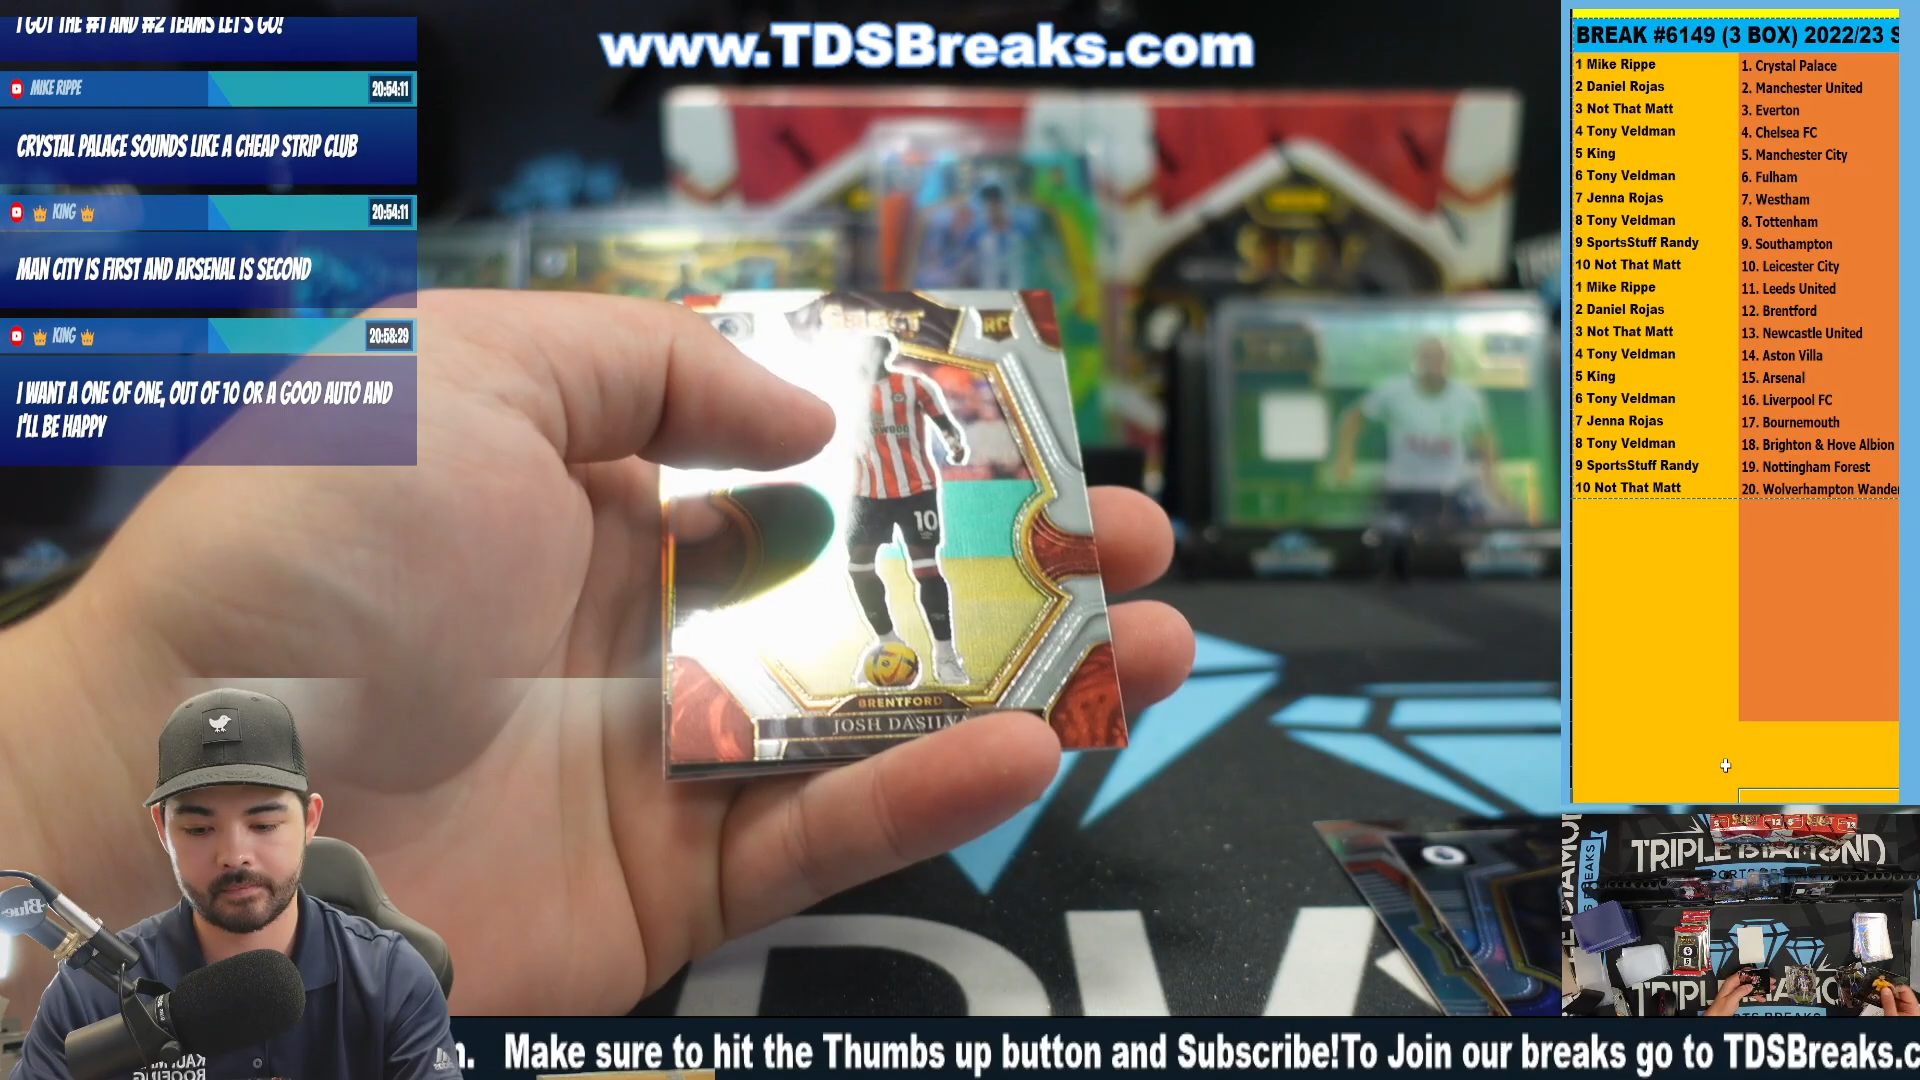 I GOT THE #1 AND #2 TEAMS LET'S GO!
MIKE RIPPE
20:54:11
CRYSTAL PALACE SOUNDS LIKE A CHEAP STRIP CLUB
KING
20:54:11
MAN CITY IS FIRST AND ARSENAL IS SECOND
KING
20:58:29
I WANT A ONE OF ONE, OUT OF 10 OR A GOOD AUTO AND
I'LL BE HAPPY
www.TDSBreaks.com
SELECT
RC
10
BRENTFORD
JOSH DASILVA
BREAK #6149 (3 BOX) 2022/23 S
1 Mike Rippe 1. Crystal Palace
2 Daniel Rojas 2. Manchester United
3 Not That Matt 3. Everton
4 Tony Veldman 4. Chelsea FC
5 King 5. Manchester City
6 Tony Veldman 6. Fulham
7 Jenna Rojas 7. Westham
8 Tony Veldman 8. Tottenham
9 SportsStuff Randy 9. Southampton
10 Not That Matt 10. Leicester City
1 Mike Rippe 11. Leeds United
2 Daniel Rojas 12. Brentford
3 Not That Matt 13. Newcastle United
4 Tony Veldman 14. Aston Villa
5 King 15. Arsenal
6 Tony Veldman 16. Liverpool FC
7 Jenna Rojas 17. Bournemouth
8 Tony Veldman 18. Brighton & Hove Albion
9 SportsStuff Randy 19. Nottingham Forest
10 Not That Matt 20. Wolverhampton Wande
TRIPLE DIAMOND
Blue
n. Make sure to hit the Thumbs up button and Subscribe!To Join our breaks go to TDSBreaks.c